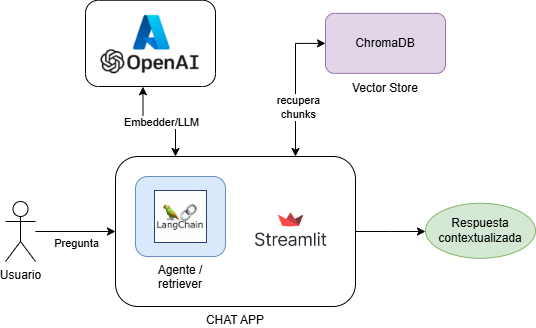 OpenAI
ChromaDB
Vector Store
recupera
chunks
Embedder/LLM
LangChain
Streamlit
Agente /
retriever
Pregunta
Usuario
Respuesta
contextualizada
CHAT APP